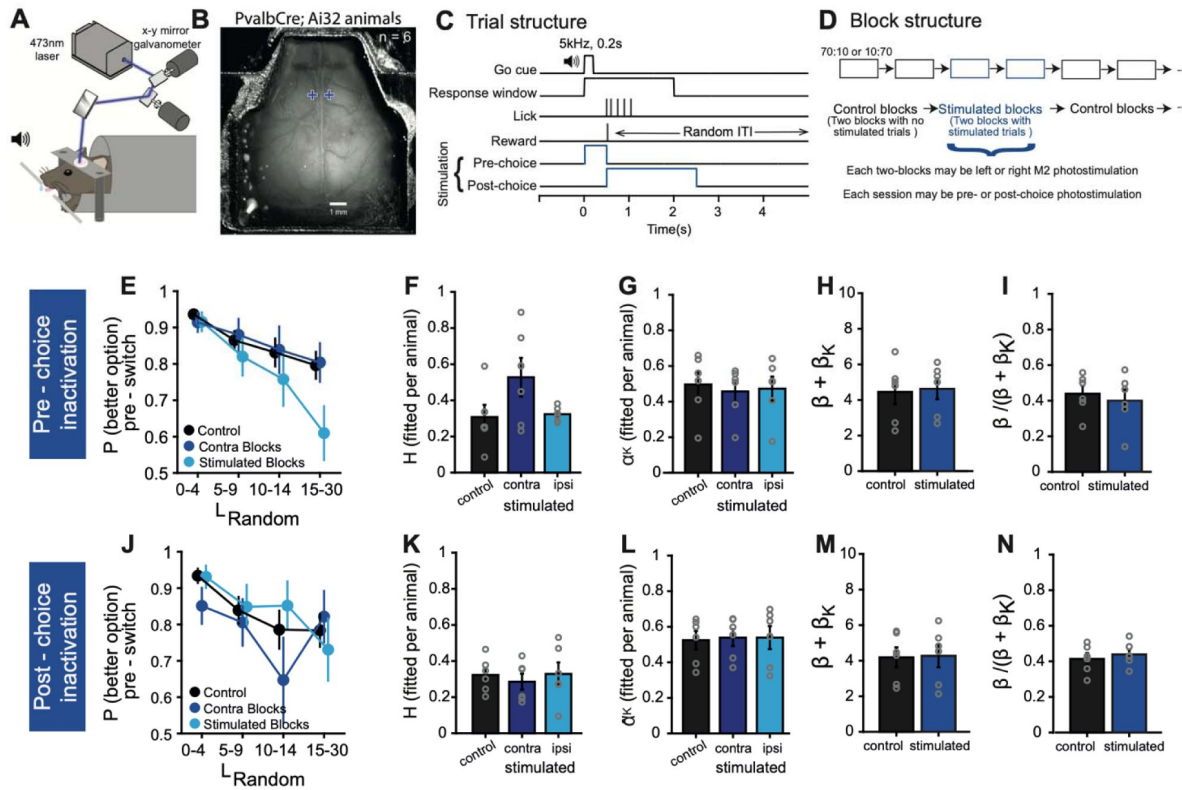 A
473nm
laser
x-y mirror
galvanometer
B
PvalbCre; Ai32 animals
n = 6
1 mm
C Trial structure
5kHz, 0.2s
Go cue
Response window
Lick
Reward
Random ITI
Stimulation
Pre-choice
Post-choice
0 1 2 3 4
Time(s)
D Block structure
70:10 or 10:70
Control blocks
(Two blocks with no
stimulated trials )
Stimulated blocks
(Two blocks with
stimulated trials )
Control blocks
Each two-blocks may be left or right M2 photostimulation
Each session may be pre- or post-choice photostimulation
Pre - choice
inactivation
E
P (better option)
pre - switch
1
0.9
0.8
0.7
0.6
0.5
Control
Contra Blocks
Stimulated Blocks
0-4 5-9 10-14 15-30
LRandom
F
H (fitted per animal)
1
0.8
0.6
0.4
0.2
0
control contra ipsi
stimulated
G
αᴷ (fitted per animal)
1
0.8
0.6
0.4
0.2
0
control contra ipsi
stimulated
H
β + βK
10
8
6
4
2
0
control stimulated
I
β /(β + βK)
1
0.8
0.6
0.4
0.2
0
control stimulated
Post - choice
inactivation
J
P (better option)
pre - switch
1
0.9
0.8
0.7
0.6
0.5
Control
Contra Blocks
Stimulated Blocks
0-4 5-9 10-14 15-30
LRandom
K
H (fitted per animal)
1
0.8
0.6
0.4
0.2
0
control contra ipsi
stimulated
L
αᴷ (fitted per animal)
1
0.8
0.6
0.4
0.2
0
control contra ipsi
stimulated
M
β + βK
10
8
6
4
2
0
control stimulated
N
β /(β + βK)
1
0.8
0.6
0.4
0.2
0
control stimulated